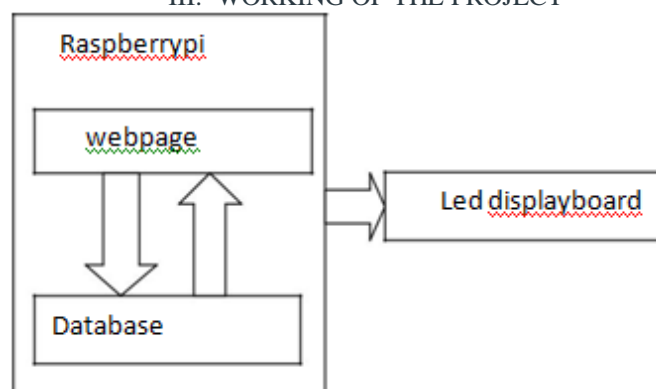 III. WORKING OF THE PROJECT
Raspberrypi
webpage
Led displayboard
Database